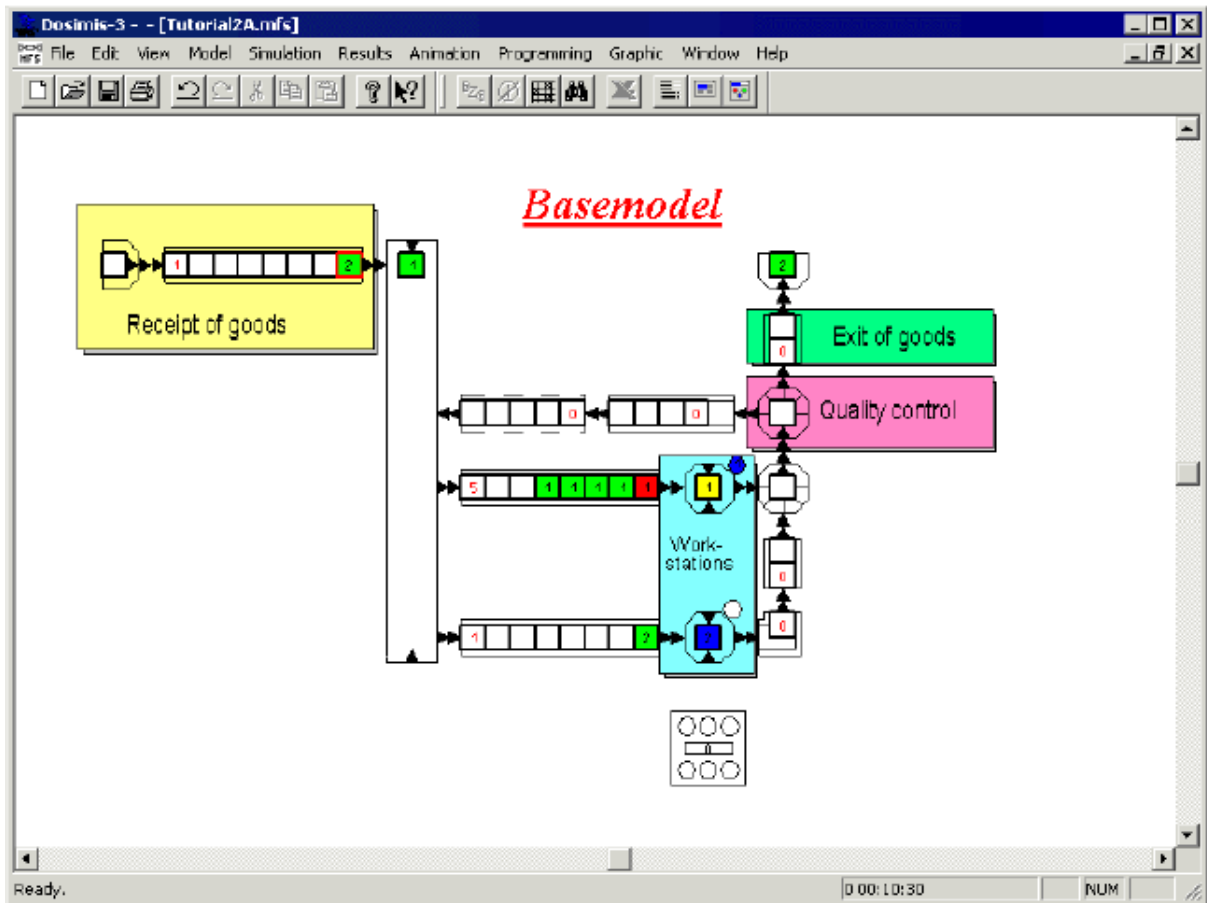 Dosimis-3 - - [Tutorial2A.mfs]
File Edit View Model Simulation Results Animation Programming Graphic Window Help
Basemodel
1 2 1 2
Receipt of goods
0 Exit of goods
0 0 Quality control
5 1 1 1 1 1 1
Work-
stations
0
1 2 2 0
0
Ready. 0 00:10:30 NUM